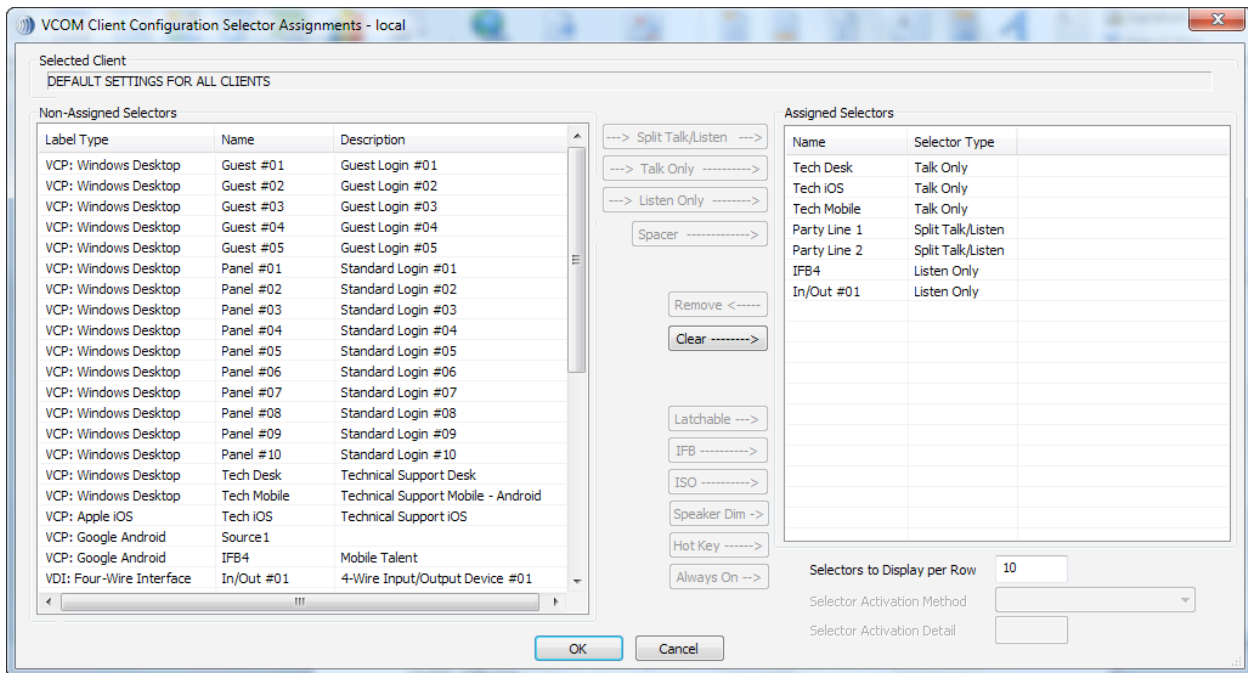 VCOM Client Configuration Selector Assignments - local
X
Selected Client
DEFAULT SETTINGS FOR ALL CLIENTS
Non-Assigned Selectors
Label Type Name Description
VCP: Windows Desktop Guest #01 Guest Login #01
VCP: Windows Desktop Guest #02 Guest Login #02
VCP: Windows Desktop Guest #03 Guest Login #03
VCP: Windows Desktop Guest #04 Guest Login #04
VCP: Windows Desktop Guest #05 Guest Login #05
VCP: Windows Desktop Panel #01 Standard Login #01
VCP: Windows Desktop Panel #02 Standard Login #02
VCP: Windows Desktop Panel #03 Standard Login #03
VCP: Windows Desktop Panel #04 Standard Login #04
VCP: Windows Desktop Panel #05 Standard Login #05
VCP: Windows Desktop Panel #06 Standard Login #06
VCP: Windows Desktop Panel #07 Standard Login #07
VCP: Windows Desktop Panel #08 Standard Login #08
VCP: Windows Desktop Panel #09 Standard Login #09
VCP: Windows Desktop Panel #10 Standard Login #10
VCP: Windows Desktop Tech Desk Technical Support Desk
VCP: Windows Desktop Tech Mobile Technical Support Mobile - Android
VCP: Apple iOS Tech iOS Technical Support iOS
VCP: Google Android Source1
VCP: Google Android IFB4 Mobile Talent
VDI: Four-Wire Interface In/Out #01 4-Wire Input/Output Device #01
---> Split Talk/Listen --->
---> Talk Only ---------->
---> Listen Only -------->
Spacer ------------->
Remove <-----
Clear -------->
Latchable --->
IFB ---------->
ISO ---------->
Speaker Dim ->
Hot Key ------>
Always On -->
Assigned Selectors
Name Selector Type
Tech Desk Talk Only
Tech iOS Talk Only
Tech Mobile Talk Only
Party Line 1 Split Talk/Listen
Party Line 2 Split Talk/Listen
IFB4 Listen Only
In/Out #01 Listen Only
Selectors to Display per Row 10
Selector Activation Method
Selector Activation Detail
OK Cancel